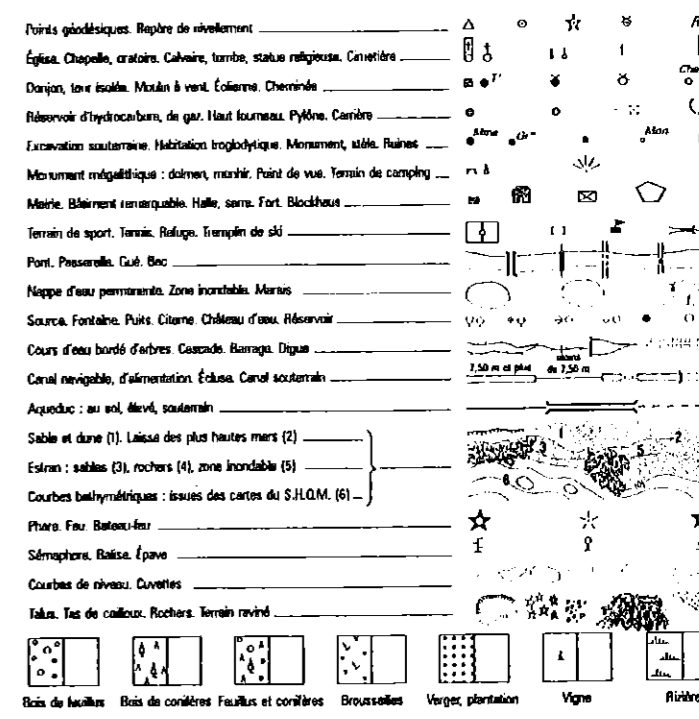 Points géodésiques. Repère de nivellement
Église. Chapelle, oratoire. Calvaire, tombe, statue religieuse. Cimetière
Donjon, tour isolée. Moulin à vent. Éolienne. Cheminée
Réservoir d'hydrocarbure, de gaz. Haut fourneau. Pylône. Carrière
Excavation souterraine. Habitation troglodytique. Monument, stèle. Ruines
Monument mégalithique : dolmen, menhir. Point de vue. Terrain de camping
Mairie. Bâtiment remarquable. Halle, serre. Fort. Blockhaus
Terrain de sport. Tennis. Refuge. Tremplin de ski
Pont. Passerelle. Gué. Bac
Nappe d'eau permanente. Zone inondable. Marais
Source. Fontaine. Puits. Citerne. Château d'eau. Réservoir
Cours d'eau bordé d'arbres. Cascade. Barrage. Digue
7,50 m et plus de 7,50 m
Canal navigable, d'alimentation. Écluse. Canal souterrain
Aqueduc : au sol, élevé, souterrain
Sable et dune (1). Laisse des plus hautes mers (2) 1 2
Estran : sables (3), rochers (4), zone inondable (5) 3 5
Courbes bathymétriques : issues des cartes du S.H.O.M. (6) 6
Phare. Feu. Bateau-feu
Sémaphore. Balise. Épave
Courbes de niveau. Cuvettes
Talus. Tas de cailloux. Rochers. Terrain raviné
Bois de feuillus Bois de conifères Feuillus et conifères Broussailles Verger, plantation Vigne Rizière